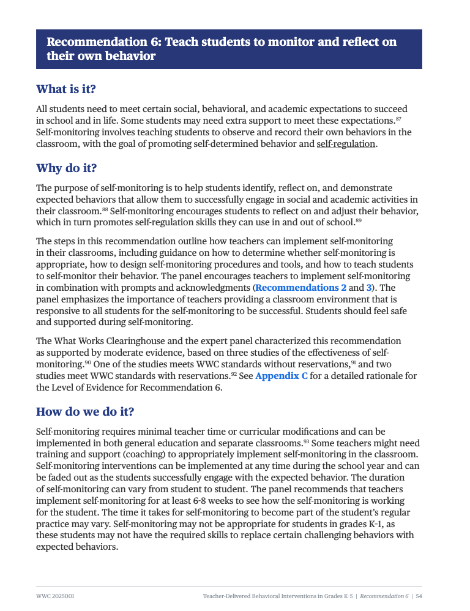 Recommendation 6: Teach students to monitor and reflect on
their own behavior
What is it?
All students need to meet certain social, behavioral, and academic expectations to succeed
in school and in life. Some students may need extra support to meet these expectations.⁸⁷
Self-monitoring involves teaching students to observe and record their own behaviors in the
classroom, with the goal of promoting self-determined behavior and self-regulation.
Why do it?
The purpose of self-monitoring is to help students identify, reflect on, and demonstrate
expected behaviors that allow them to successfully engage in social and academic activities in
their classroom.⁸⁸ Self-monitoring encourages students to reflect on and adjust their behavior,
which in turn promotes self-regulation skills they can use in and out of school.⁸⁹
The steps in this recommendation outline how teachers can implement self-monitoring
in their classrooms, including guidance on how to determine whether self-monitoring is
appropriate, how to design self-monitoring procedures and tools, and how to teach students
to self-monitor their behavior. The panel encourages teachers to implement self-monitoring
in combination with prompts and acknowledgments (Recommendations 2 and 3). The
panel emphasizes the importance of teachers providing a classroom environment that is
responsive to all students for the self-monitoring to be successful. Students should feel safe
and supported during self-monitoring.
The What Works Clearinghouse and the expert panel characterized this recommendation
as supported by moderate evidence, based on three studies of the effectiveness of self-
monitoring.⁹⁰ One of the studies meets WWC standards without reservations,⁹¹ and two
studies meet WWC standards with reservations.⁹² See Appendix C for a detailed rationale for
the Level of Evidence for Recommendation 6.
How do we do it?
Self-monitoring requires minimal teacher time or curricular modifications and can be
implemented in both general education and separate classrooms.⁹³ Some teachers might need
training and support (coaching) to appropriately implement self-monitoring in the classroom.
Self-monitoring interventions can be implemented at any time during the school year and can
be faded out as the students successfully engage with the expected behavior. The duration
of self-monitoring can vary from student to student. The panel recommends that teachers
implement self-monitoring for at least 6-8 weeks to see how the self-monitoring is working
for the student. The time it takes for self-monitoring to become part of the student's regular
practice may vary. Self-monitoring may not be appropriate for students in grades K-1, as
these students may not have the required skills to replace certain challenging behaviors with
expected behaviors.
WWC 2025001 Teacher-Delivered Behavioral Interventions in Grades K-5 | Recommendation 6 | 54